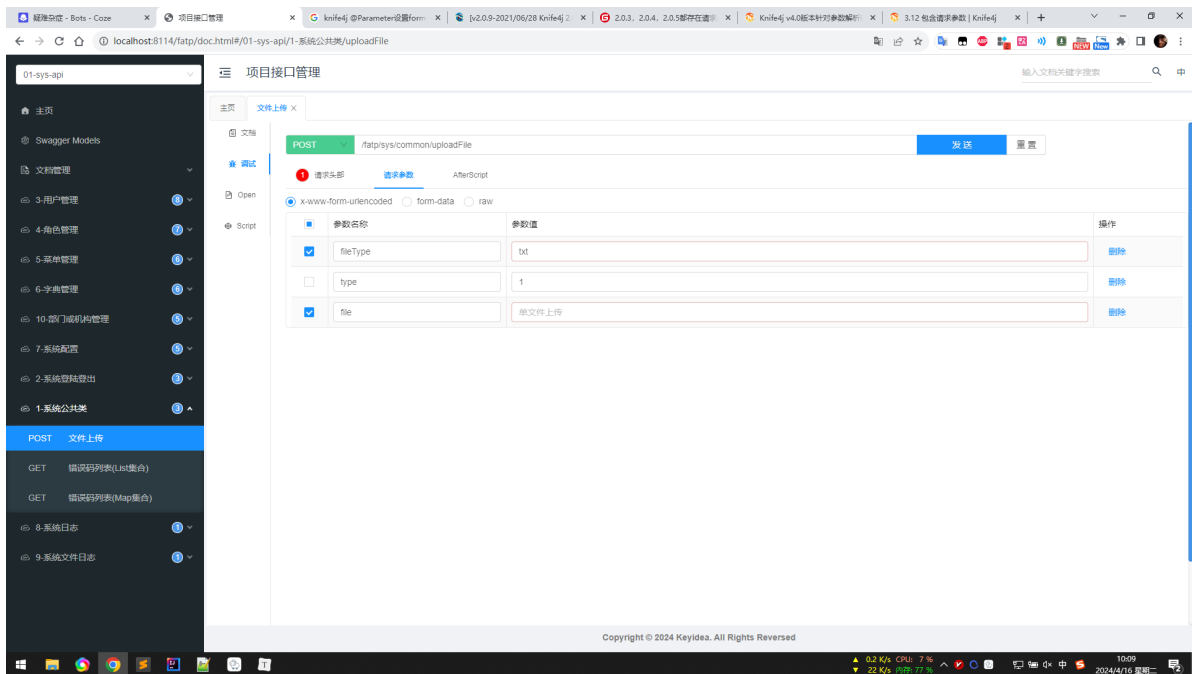 疑难杂症 - Bots - Coze
项目接口管理
knife4j @Parameter设置form
[v2.0.9-2021/06/28 Knife4j 2
2.0.3、2.0.4、2.0.5都存在请求
Knife4j v4.0版本针对参数解析
3.12 包含请求参数 | Knife4j
localhost:8114/fatp/doc.html#/01-sys-api/1-系统公共类/uploadFile
01-sys-api
项目接口管理
输入文档关键字搜索
中
主页
Swagger Models
文档管理
3-用户管理 8
4-角色管理 7
5-菜单管理 6
6-字典管理 6
10-部门或机构管理 5
7-系统配置 5
2-系统登陆登出 3
1-系统公共类 3
POST 文件上传
GET 错误码列表(List集合)
GET 错误码列表(Map集合)
8-系统日志 1
9-系统文件日志 1
主页 文件上传
文档
调试
Open
Script
POST /fatp/sys/common/uploadFile 发 送 重 置
1 请求头部 请求参数 AfterScript
x-www-form-urlencoded form-data raw
参数名称 参数值 操作
fileType txt 删除
type 1 删除
file 单文件上传 删除
Copyright © 2024 Keyidea. All Rights Reversed
0.2 K/s CPU: 7 %
22 K/s 内存: 77 %
中
10:09
2024/4/16 星期二